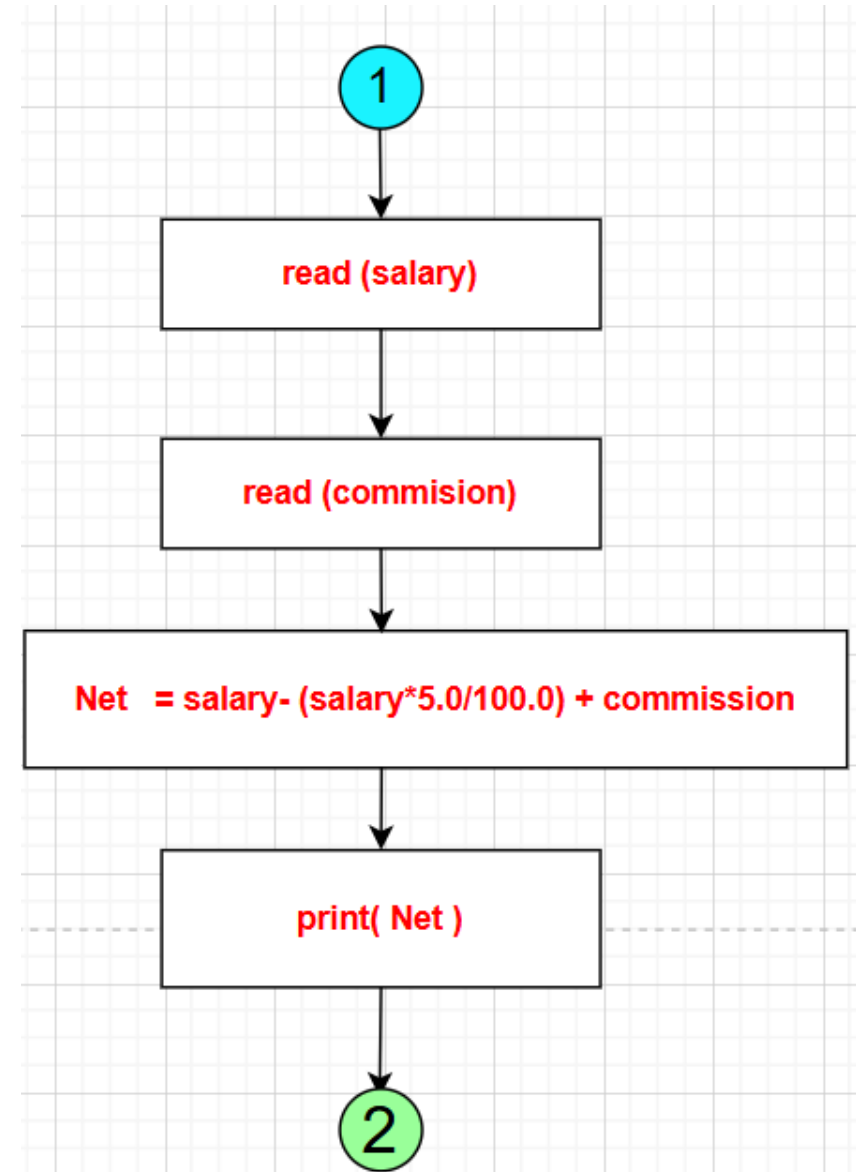 1
read (salary)
read (commision)
Net   = salary- (salary*5.0/100.0) + commission
print( Net )
2